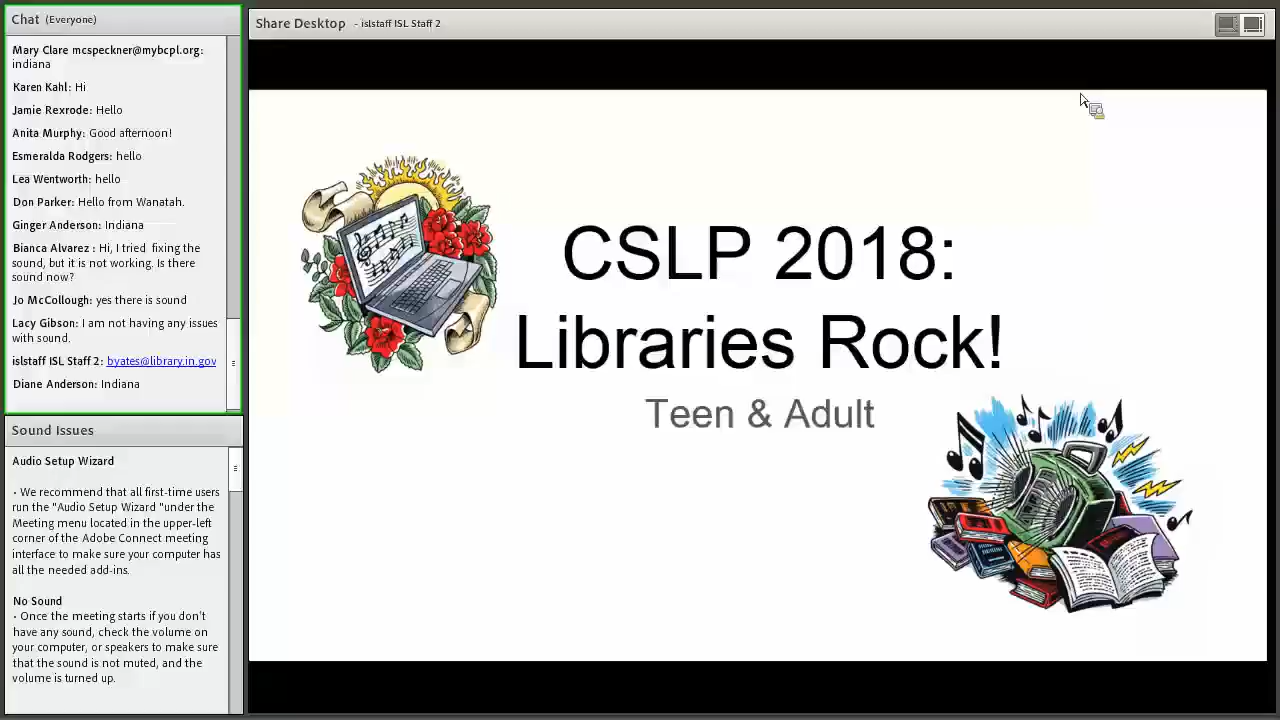 Chat (Everyone)
Mary Clare mcspeckner@mybcpl.org:
indiana
Karen Kahl: Hi
Jamie Rexrode: Hello
Anita Murphy: Good afternoon!
Esmeralda Rodgers: hello
Lea Wentworth: hello
Don Parker: Hello from Wanatah.
Ginger Anderson: Indiana
Bianca Alvarez : Hi, I tried fixing the
sound, but it is not working. Is there
sound now?
Jo McCollough: yes there is sound
Lacy Gibson: I am not having any issues
with sound.
islstaff ISL Staff 2: byates@library.in.gov
Diane Anderson: Indiana
Sound Issues
Audio Setup Wizard
• We recommend that all first-time users
run the "Audio Setup Wizard "under the
Meeting menu located in the upper-left
corner of the Adobe Connect meeting
interface to make sure your computer has
all the needed add-ins.
No Sound
• Once the meeting starts if you don't
have any sound, check the volume on
your computer, or speakers to make sure
that the sound is not muted, and the
volume is turned up.
Share Desktop - islstaff ISL Staff 2
CSLP 2018:
Libraries Rock!
Teen & Adult